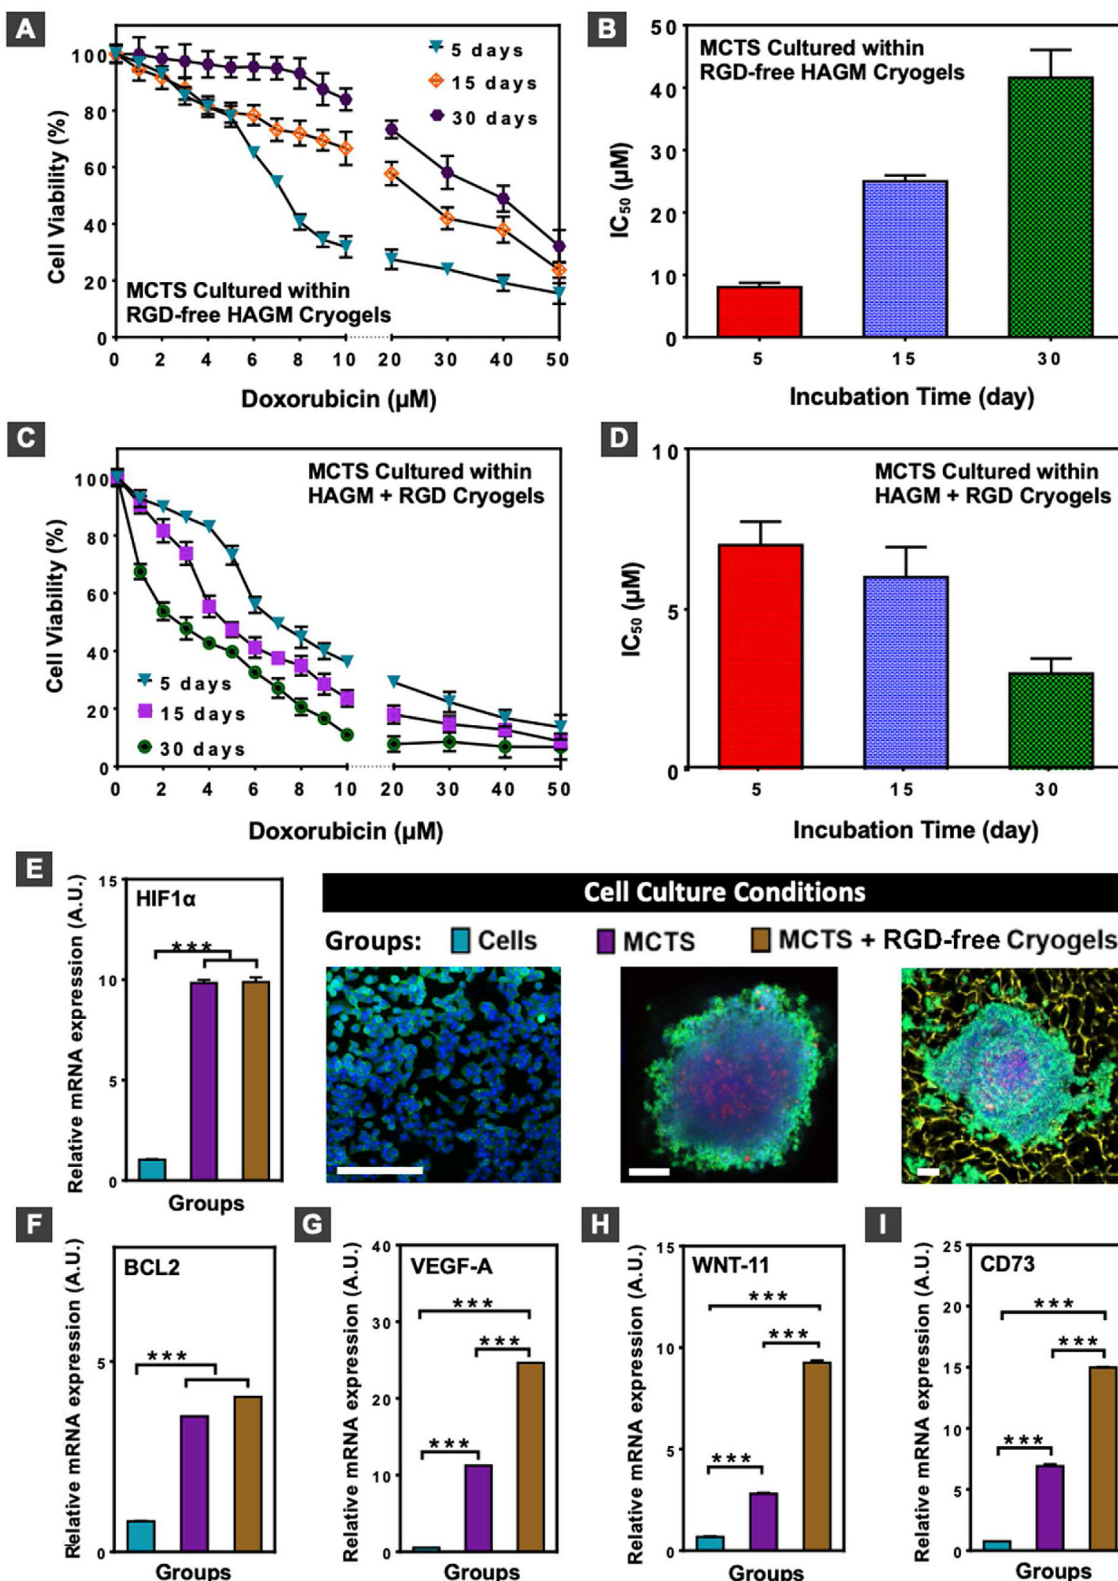 A
100
80
60
40
20
0
Cell Viability (%)
5 days
15 days
30 days
MCTS Cultured within
RGD-free HAGM Cryogels
0 2 4 6 8 10 20 30 40 50
Doxorubicin (µM)
B
50
40
30
20
10
0
IC50 (µM)
MCTS Cultured within
RGD-free HAGM Cryogels
5 15 30
Incubation Time (day)
C
100
80
60
40
20
0
Cell Viability (%)
MCTS Cultured within
HAGM + RGD Cryogels
5 days
15 days
30 days
0 2 4 6 8 10 20 30 40 50
Doxorubicin (µM)
D
10
5
0
IC50 (µM)
MCTS Cultured within
HAGM + RGD Cryogels
5 15 30
Incubation Time (day)
E
15
10
5
0
Relative mRNA expression (A.U.)
HIF1α
***
Groups
Cell Culture Conditions
Groups: Cells MCTS MCTS + RGD-free Cryogels
F
5
0
Relative mRNA expression (A.U.)
BCL2
***
Groups
G
40
30
20
10
0
Relative mRNA expression (A.U.)
VEGF-A
***
***
***
Groups
H
15
10
5
0
Relative mRNA expression (A.U.)
WNT-11
***
***
***
Groups
I
25
20
15
10
5
0
Relative mRNA expression (A.U.)
CD73
***
***
***
Groups